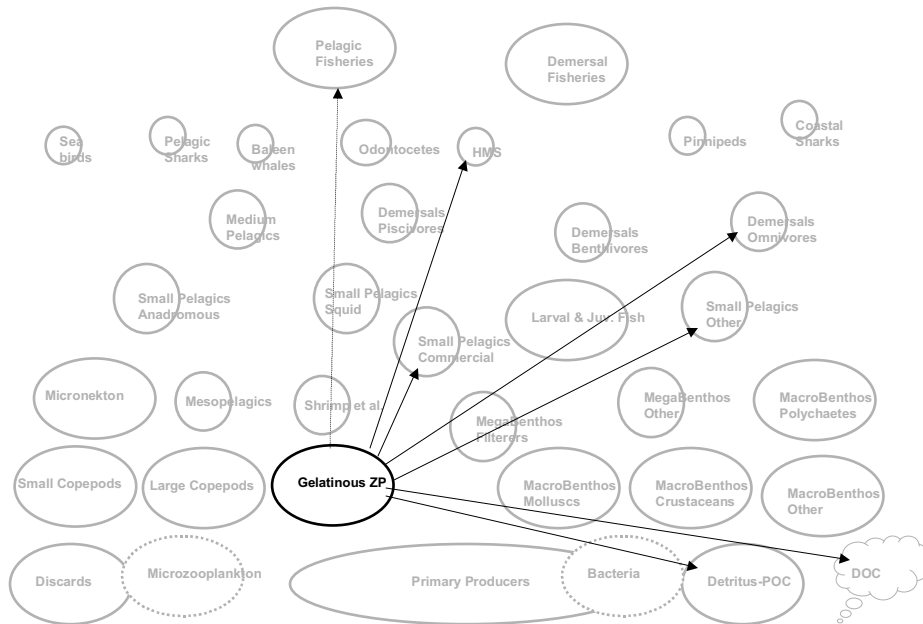 Pelagic
Fisheries
Demersal
Fisheries
Sea
birds
Pelagic
Sharks
Baleen
whales
Odontocetes
HMS
Pinnipeds
Coastal
Sharks
Medium
Pelagics
Demersals
Piscivores
Demersals
Benthivores
Demersals
Omnivores
Small Pelagics
Anadromous
Small Pelagics
Squid
Small Pelagics
Commercial
Larval & Juv. Fish
Small Pelagics
Other
Micronekton
Mesopelagics
Shrimp et al.
MegaBenthos
Filterers
MegaBenthos
Other
MacroBenthos
Polychaetes
Small Copepods
Large Copepods
Gelatinous ZP
MacroBenthos
Molluscs
MacroBenthos
Crustaceans
MacroBenthos
Other
Discards
Microzooplankton
Primary Producers
Bacteria
Detritus-POC
DOC